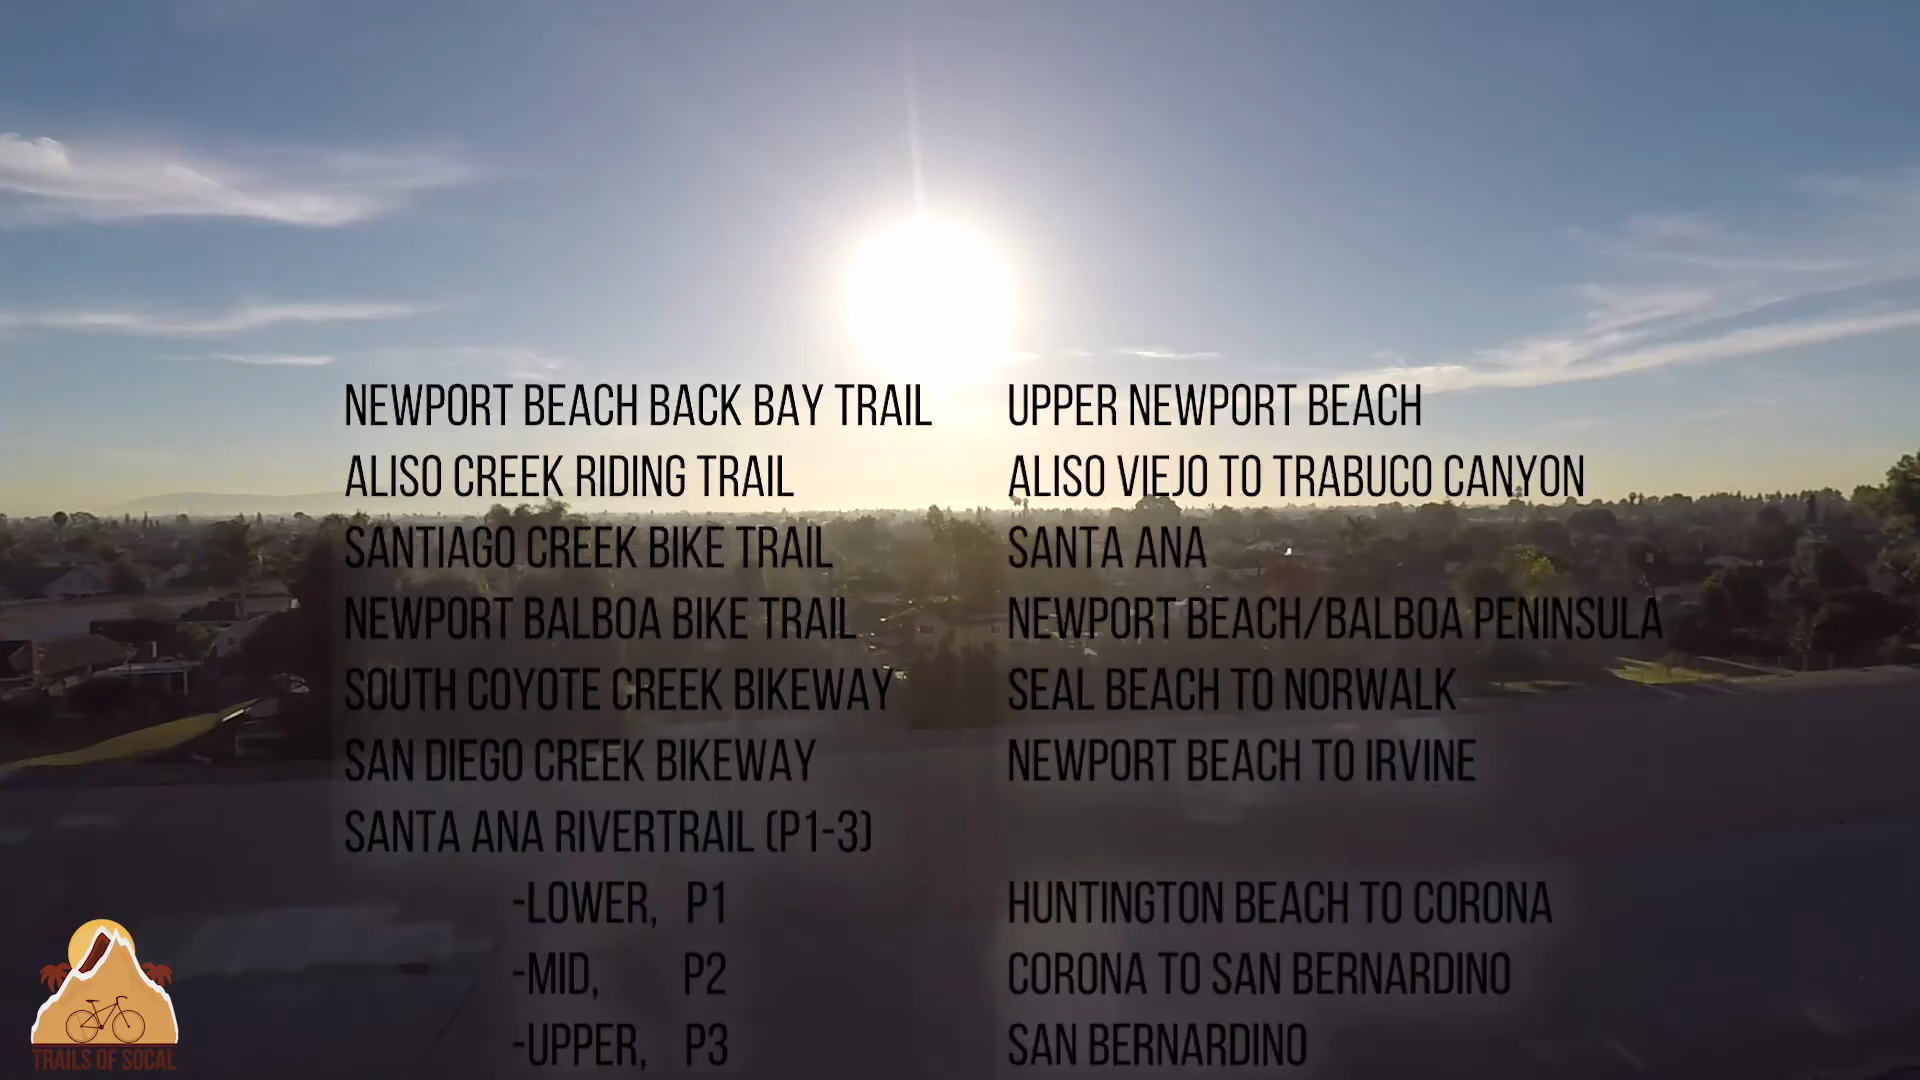 NEWPORT BEACH BACK BAY TRAIL UPPER NEWPORT BEACH
ALISO CREEK RIDING TRAIL ALISO VIEJO TO TRABUCO CANYON
SANTIAGO CREEK BIKE TRAIL SANTA ANA
NEWPORT BALBOA BIKE TRAIL NEWPORT BEACH/BALBOA PENINSULA
SOUTH COYOTE CREEK BIKEWAY SEAL BEACH TO NORWALK
SAN DIEGO CREEK BIKEWAY NEWPORT BEACH TO IRVINE
SANTA ANA RIVERTRAIL (P1-3)
-LOWER, P1 HUNTINGTON BEACH TO CORONA
-MID, P2 CORONA TO SAN BERNARDINO
-UPPER, P3 SAN BERNARDINO
TRAILS OF SOCAL